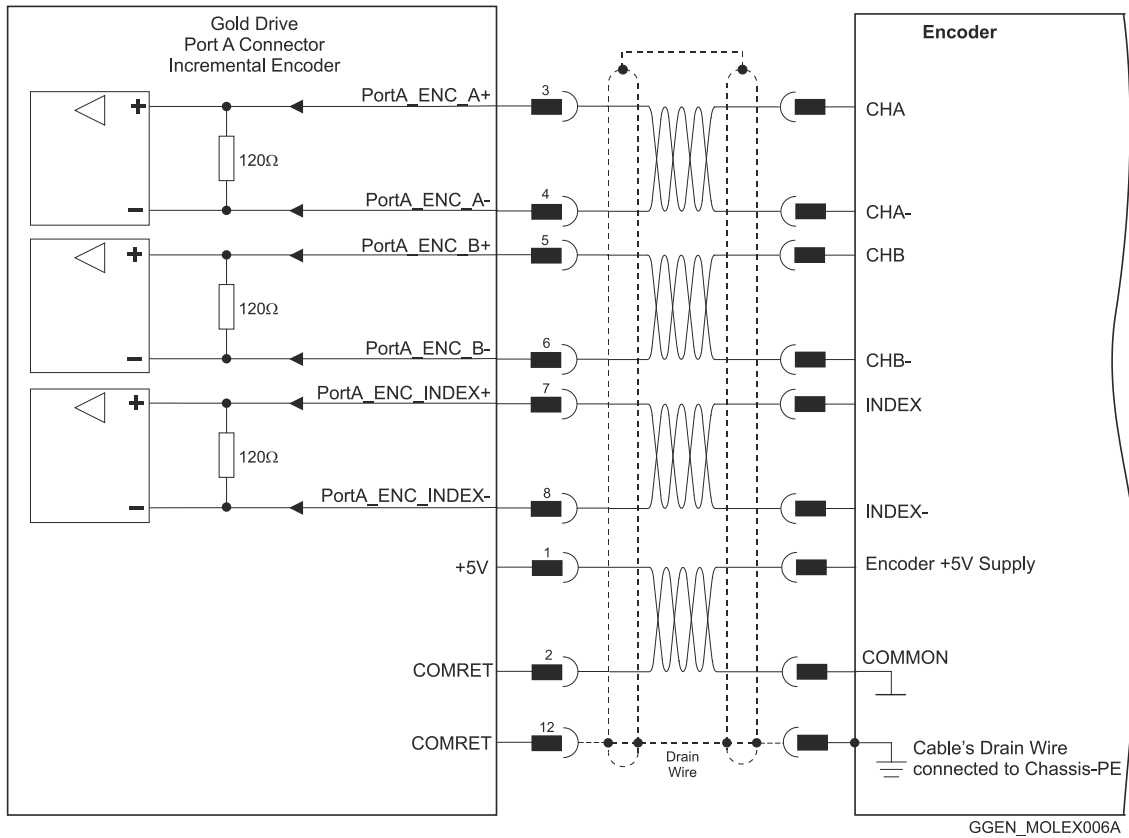 Gold Drive
Port A Connector
Incremental Encoder
Encoder
+
PortA_ENC_A+
3
CHA
120Ω
−
PortA_ENC_A-
4
CHA-
+
PortA_ENC_B+
5
CHB
120Ω
−
PortA_ENC_B-
6
CHB-
+
PortA_ENC_INDEX+
7
INDEX
120Ω
−
PortA_ENC_INDEX-
8
INDEX-
+5V
1
Encoder +5V Supply
COMRET
2
COMMON
COMRET
12
Drain
Wire
Cable's Drain Wire
connected to Chassis-PE
GGEN_MOLEX006A